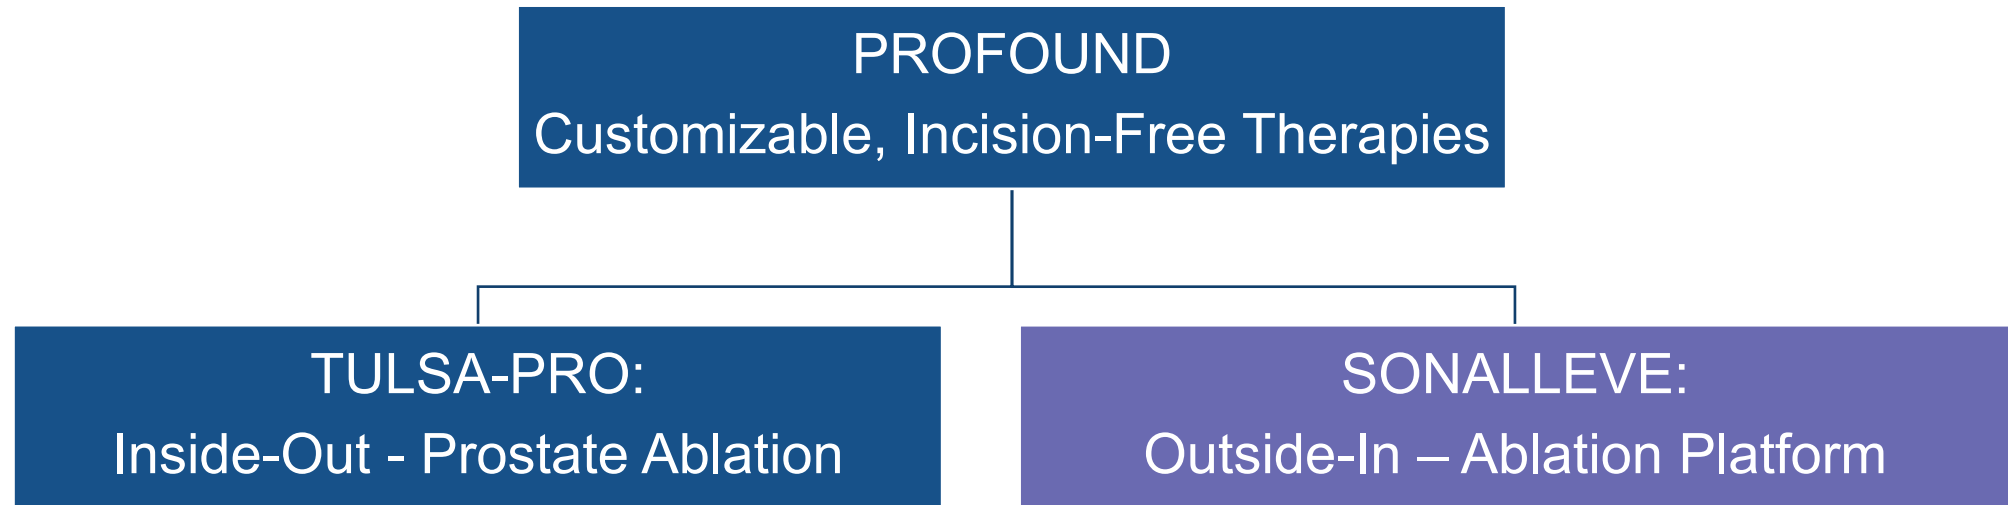 PROFOUND
Customizable, Incision-Free Therapies
TULSA-PRO:
Inside-Out - Prostate Ablation
SONALLEVE:
Outside-In – Ablation Platform